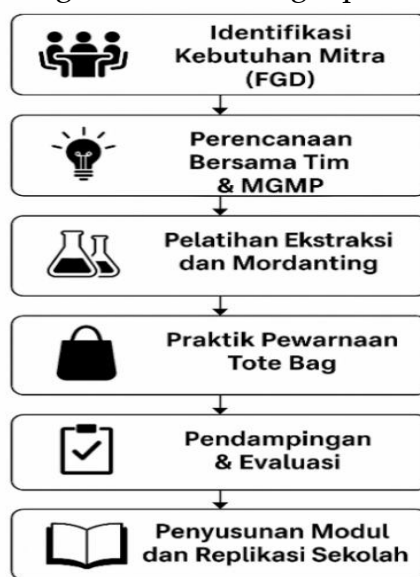 Identifikasi
Kebutuhan Mitra
(FGD)
Perencanaan
Bersama Tim
& MGMP
Pelatihan Ekstraksi
dan Mordanting
Praktik Pewarnaan
Tote Bag
Pendampingan
& Evaluasi
Penyusunan Modul
dan Replikasi Sekolah